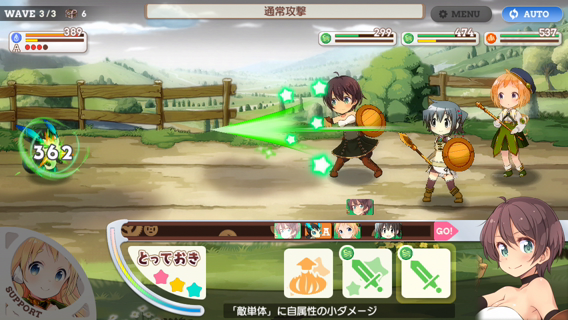 WAVE 3/3 6
通常攻撃
MENU
AUTO
389
A
299
474
537
362
A
GO!
とっておき
SUPPORT
「敵単体」に自属性の小ダメージ